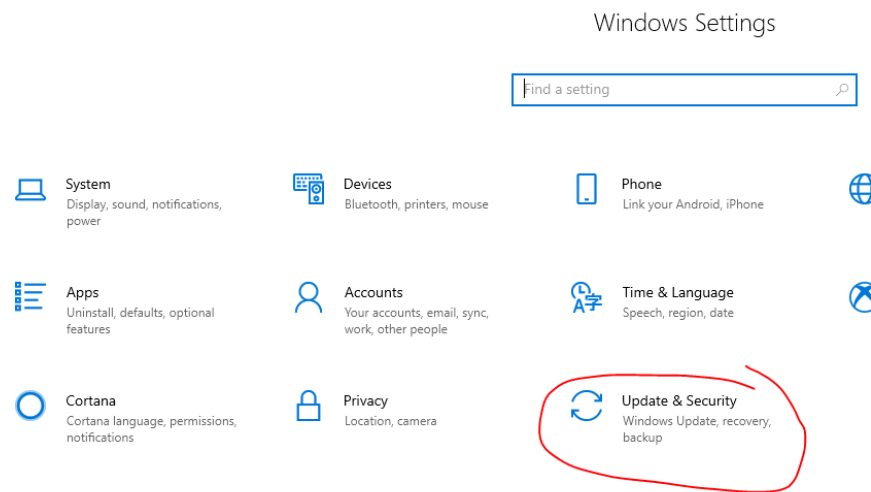 Windows Settings
Find a setting
System
Display, sound, notifications,
power
Devices
Bluetooth, printers, mouse
Phone
Link your Android, iPhone
Apps
Uninstall, defaults, optional
features
Accounts
Your accounts, email, sync,
work, other people
Time & Language
Speech, region, date
Cortana
Cortana language, permissions,
notifications
Privacy
Location, camera
Update & Security
Windows Update, recovery,
backup